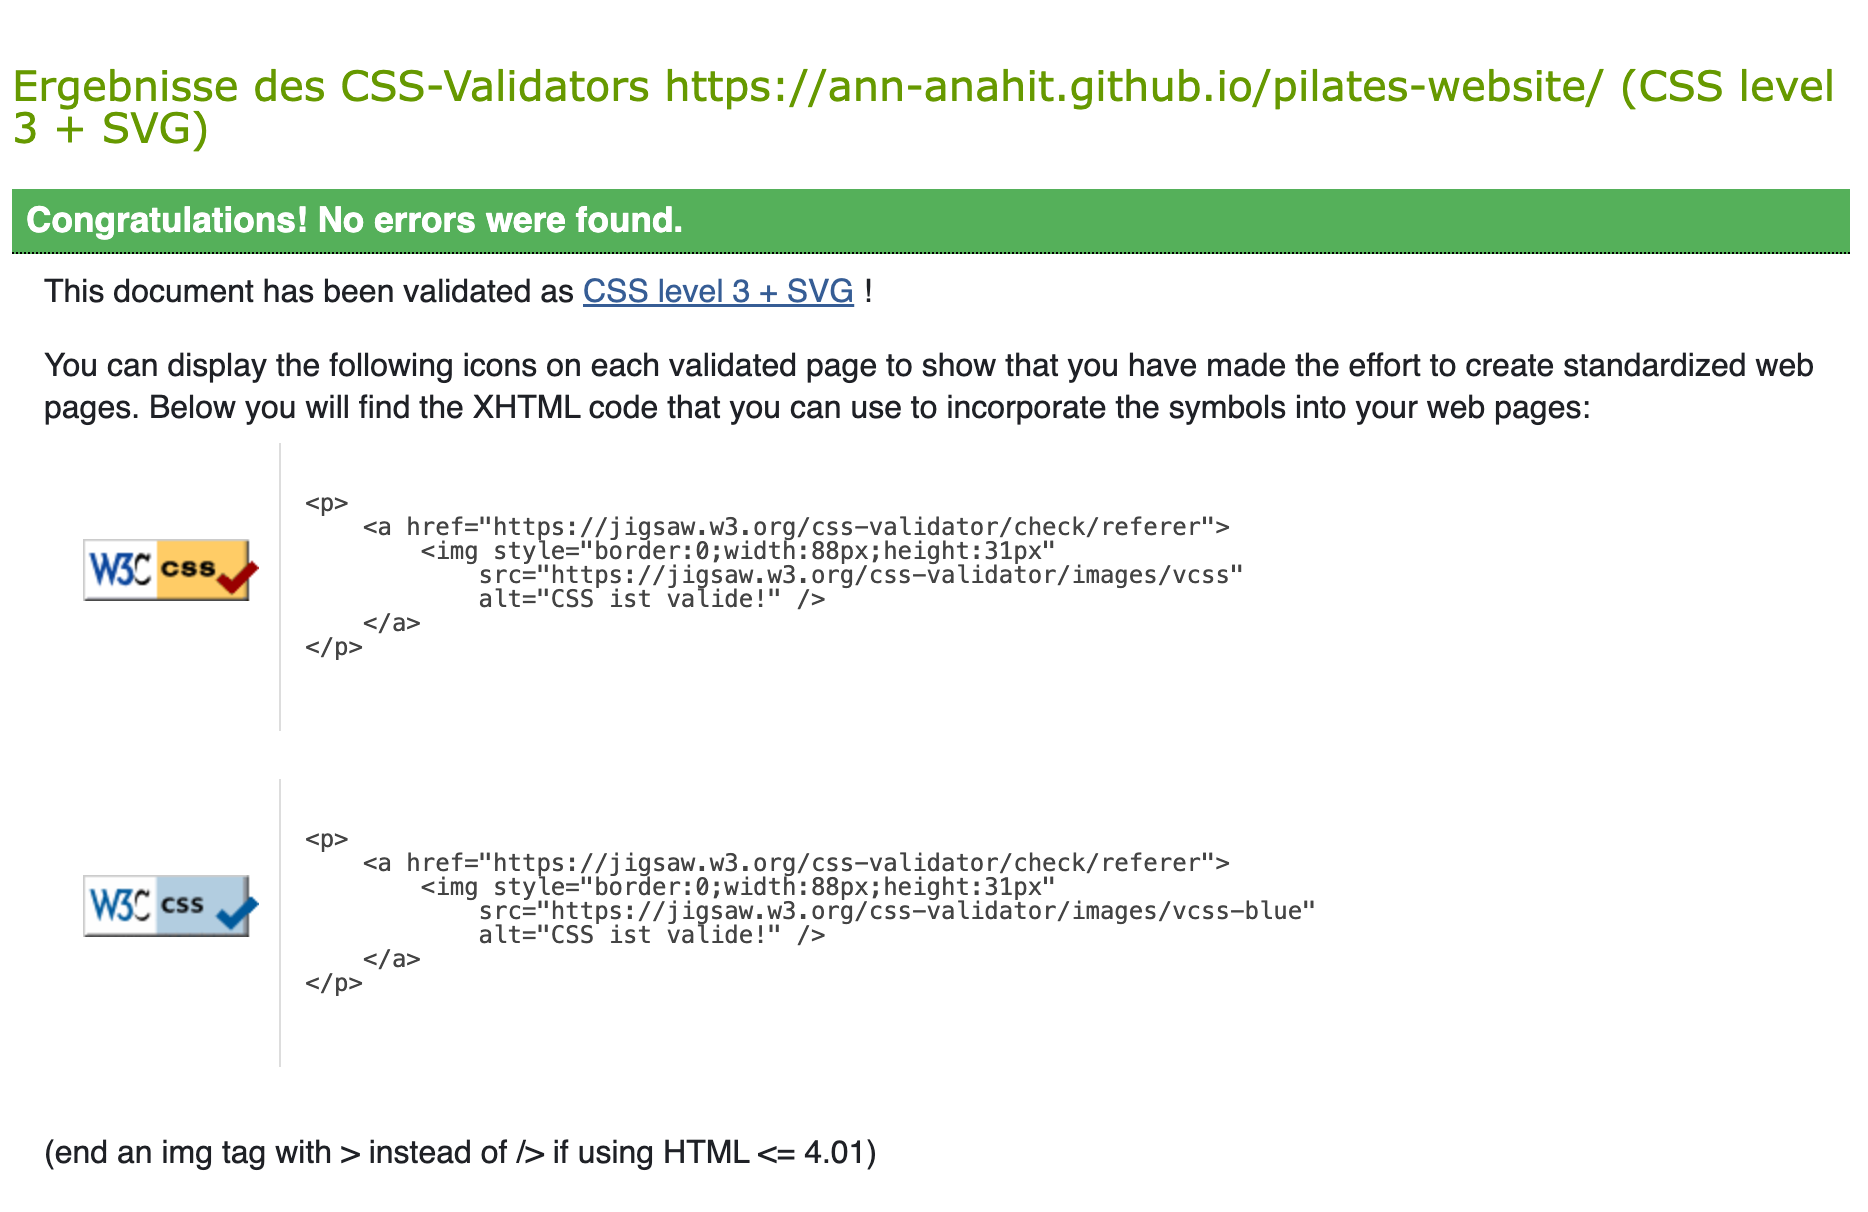 Ergebnisse des CSS-Validators https://ann-anahit.github.io/pilates-website/ (CSS level
3 + SVG)
Congratulations! No errors were found.
This document has been validated as CSS level 3 + SVG !
You can display the following icons on each validated page to show that you have made the effort to create standardized web
pages. Below you will find the XHTML code that you can use to incorporate the symbols into your web pages:
W3C css
<p>
    <a href="https://jigsaw.w3.org/css-validator/check/referer">
        <img style="border:0;width:88px;height:31px"
            src="https://jigsaw.w3.org/css-validator/images/vcss"
            alt="CSS ist valide!" />
    </a>
</p>
W3C css
<p>
    <a href="https://jigsaw.w3.org/css-validator/check/referer">
        <img style="border:0;width:88px;height:31px"
            src="https://jigsaw.w3.org/css-validator/images/vcss-blue"
            alt="CSS ist valide!" />
    </a>
</p>
(end an img tag with > instead of /> if using HTML <= 4.01)